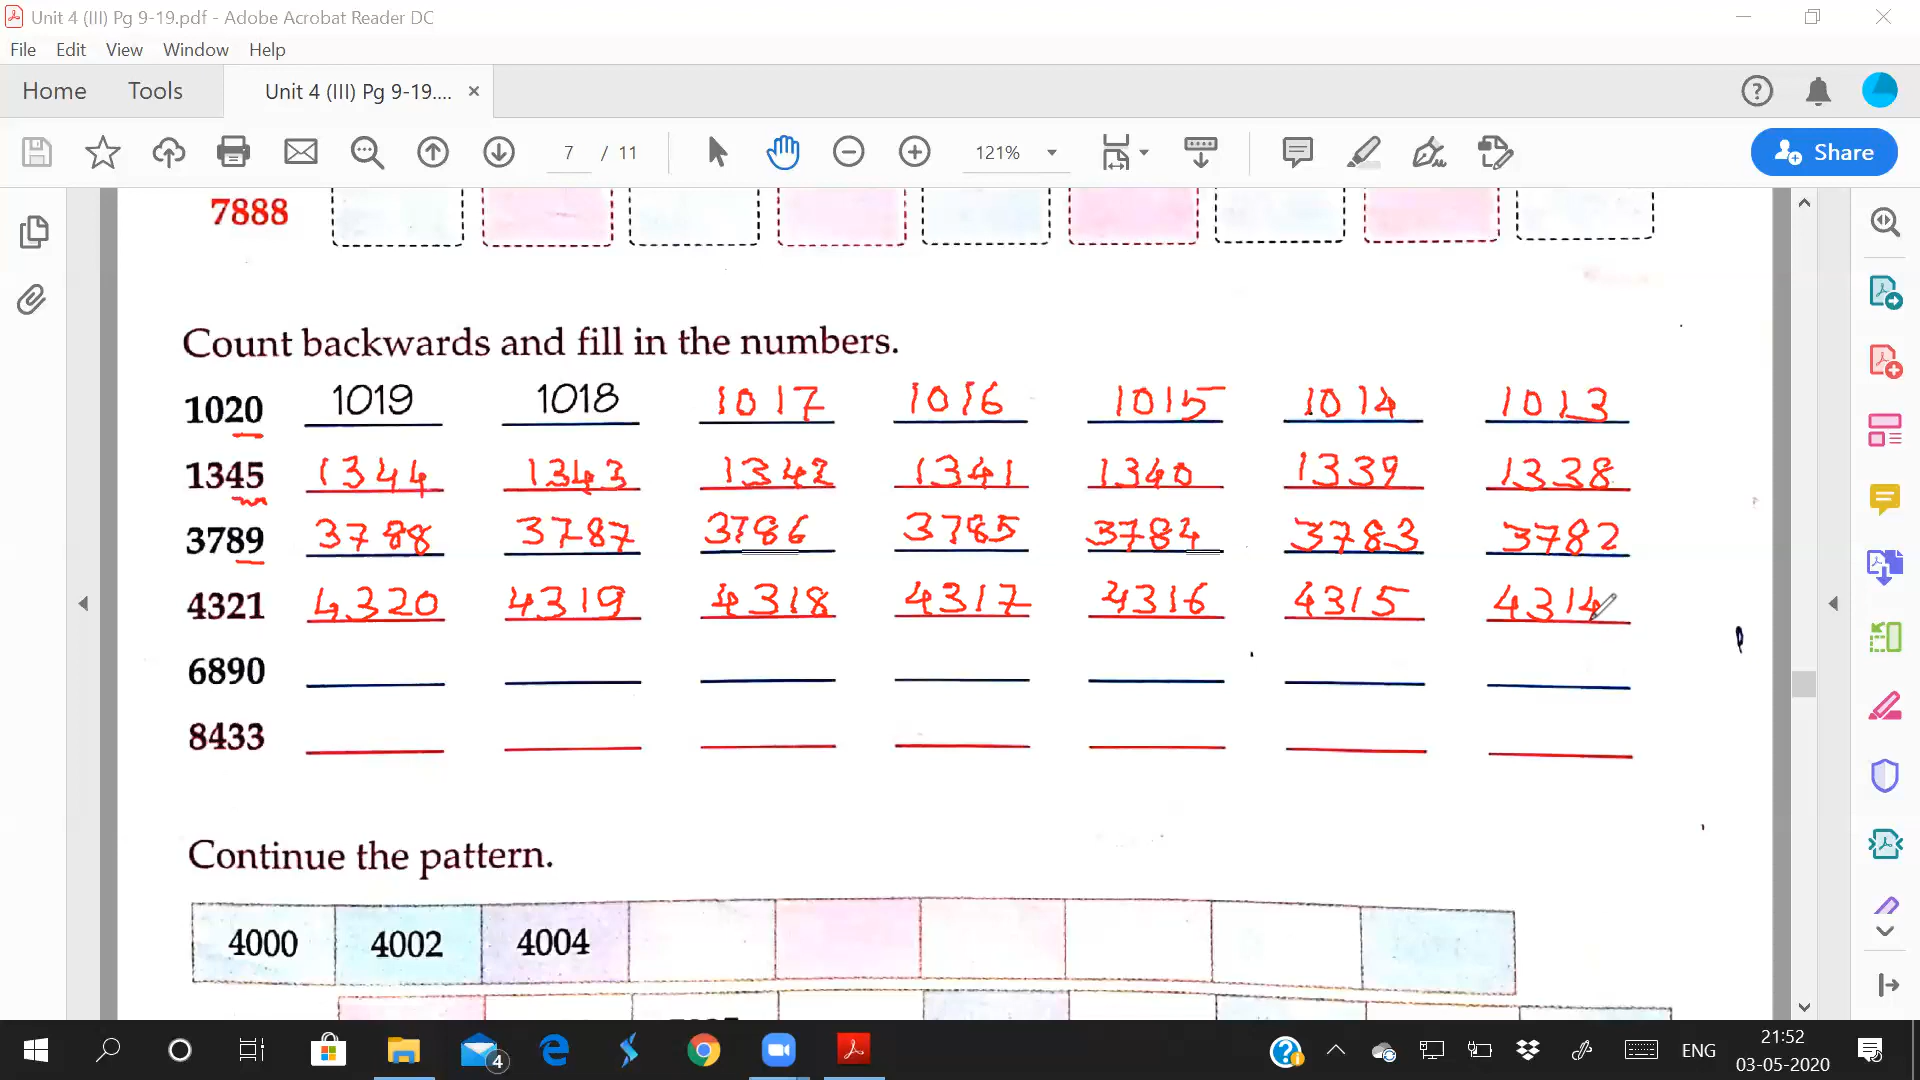 Unit 4 (III) Pg 9-19.pdf - Adobe Acrobat Reader DC
File Edit View Window Help
Home Tools Unit 4 (III) Pg 9-19.... ×
7 / 11 121% Share
7888
Count backwards and fill in the numbers.
1020 1019 1018 1017 1016 1015 1014 1013
1345 1344 1343 1342 1341 1340 1339 1338
3789 3788 3787 3786 3785 3784 3783 3782
4321 4320 4319 4318 4317 4316 4315 4314
6890
8433
Continue the pattern.
4000 4002 4004
4 ENG 21:52
03-05-2020